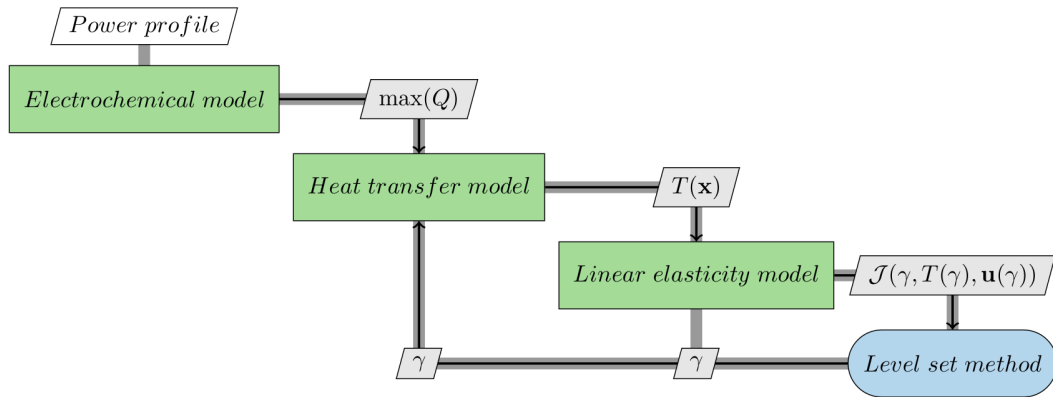 Power profile
Electrochemical model
max(Q)
Heat transfer model
T(𝐱)
Linear elasticity model
𝒥(γ, T(γ), 𝐮(γ))
γ
γ
Level set method